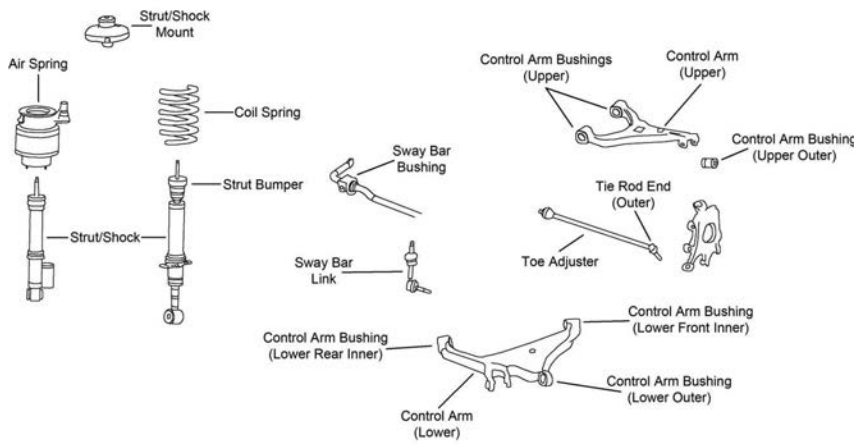 Strut/Shock
Mount
Air Spring
Coil Spring
Strut Bumper
Strut/Shock
Sway Bar
Bushing
Sway Bar
Link
Control Arm Bushings
(Upper)
Control Arm
(Upper)
Control Arm Bushing
(Upper Outer)
Tie Rod End
(Outer)
Toe Adjuster
Control Arm Bushing
(Lower Rear Inner)
Control Arm Bushing
(Lower Front Inner)
Control Arm Bushing
(Lower Outer)
Control Arm
(Lower)